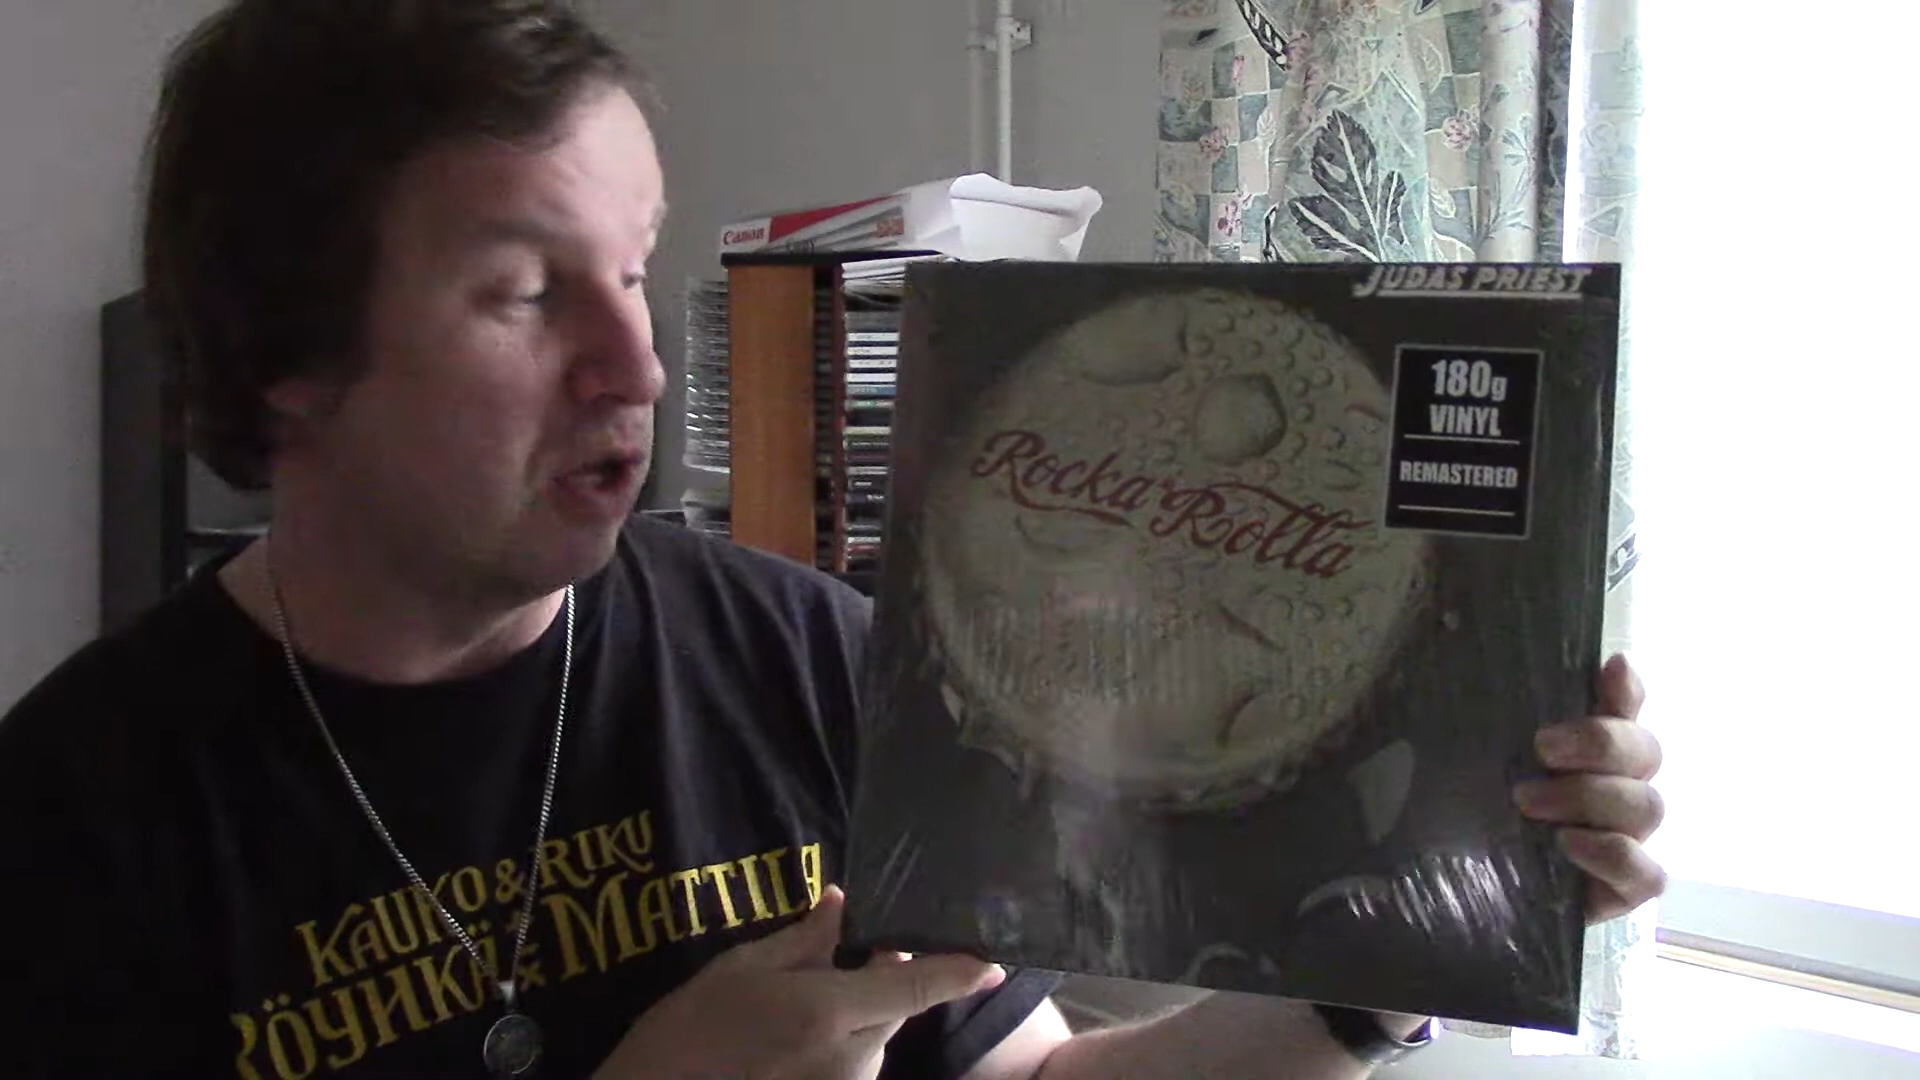 Canon
JUDAS PRIEST
180g
VINYL
REMASTERED
Rocka Rolla
KAUKO & RIKU
RÖYHKÄ
MATTILA